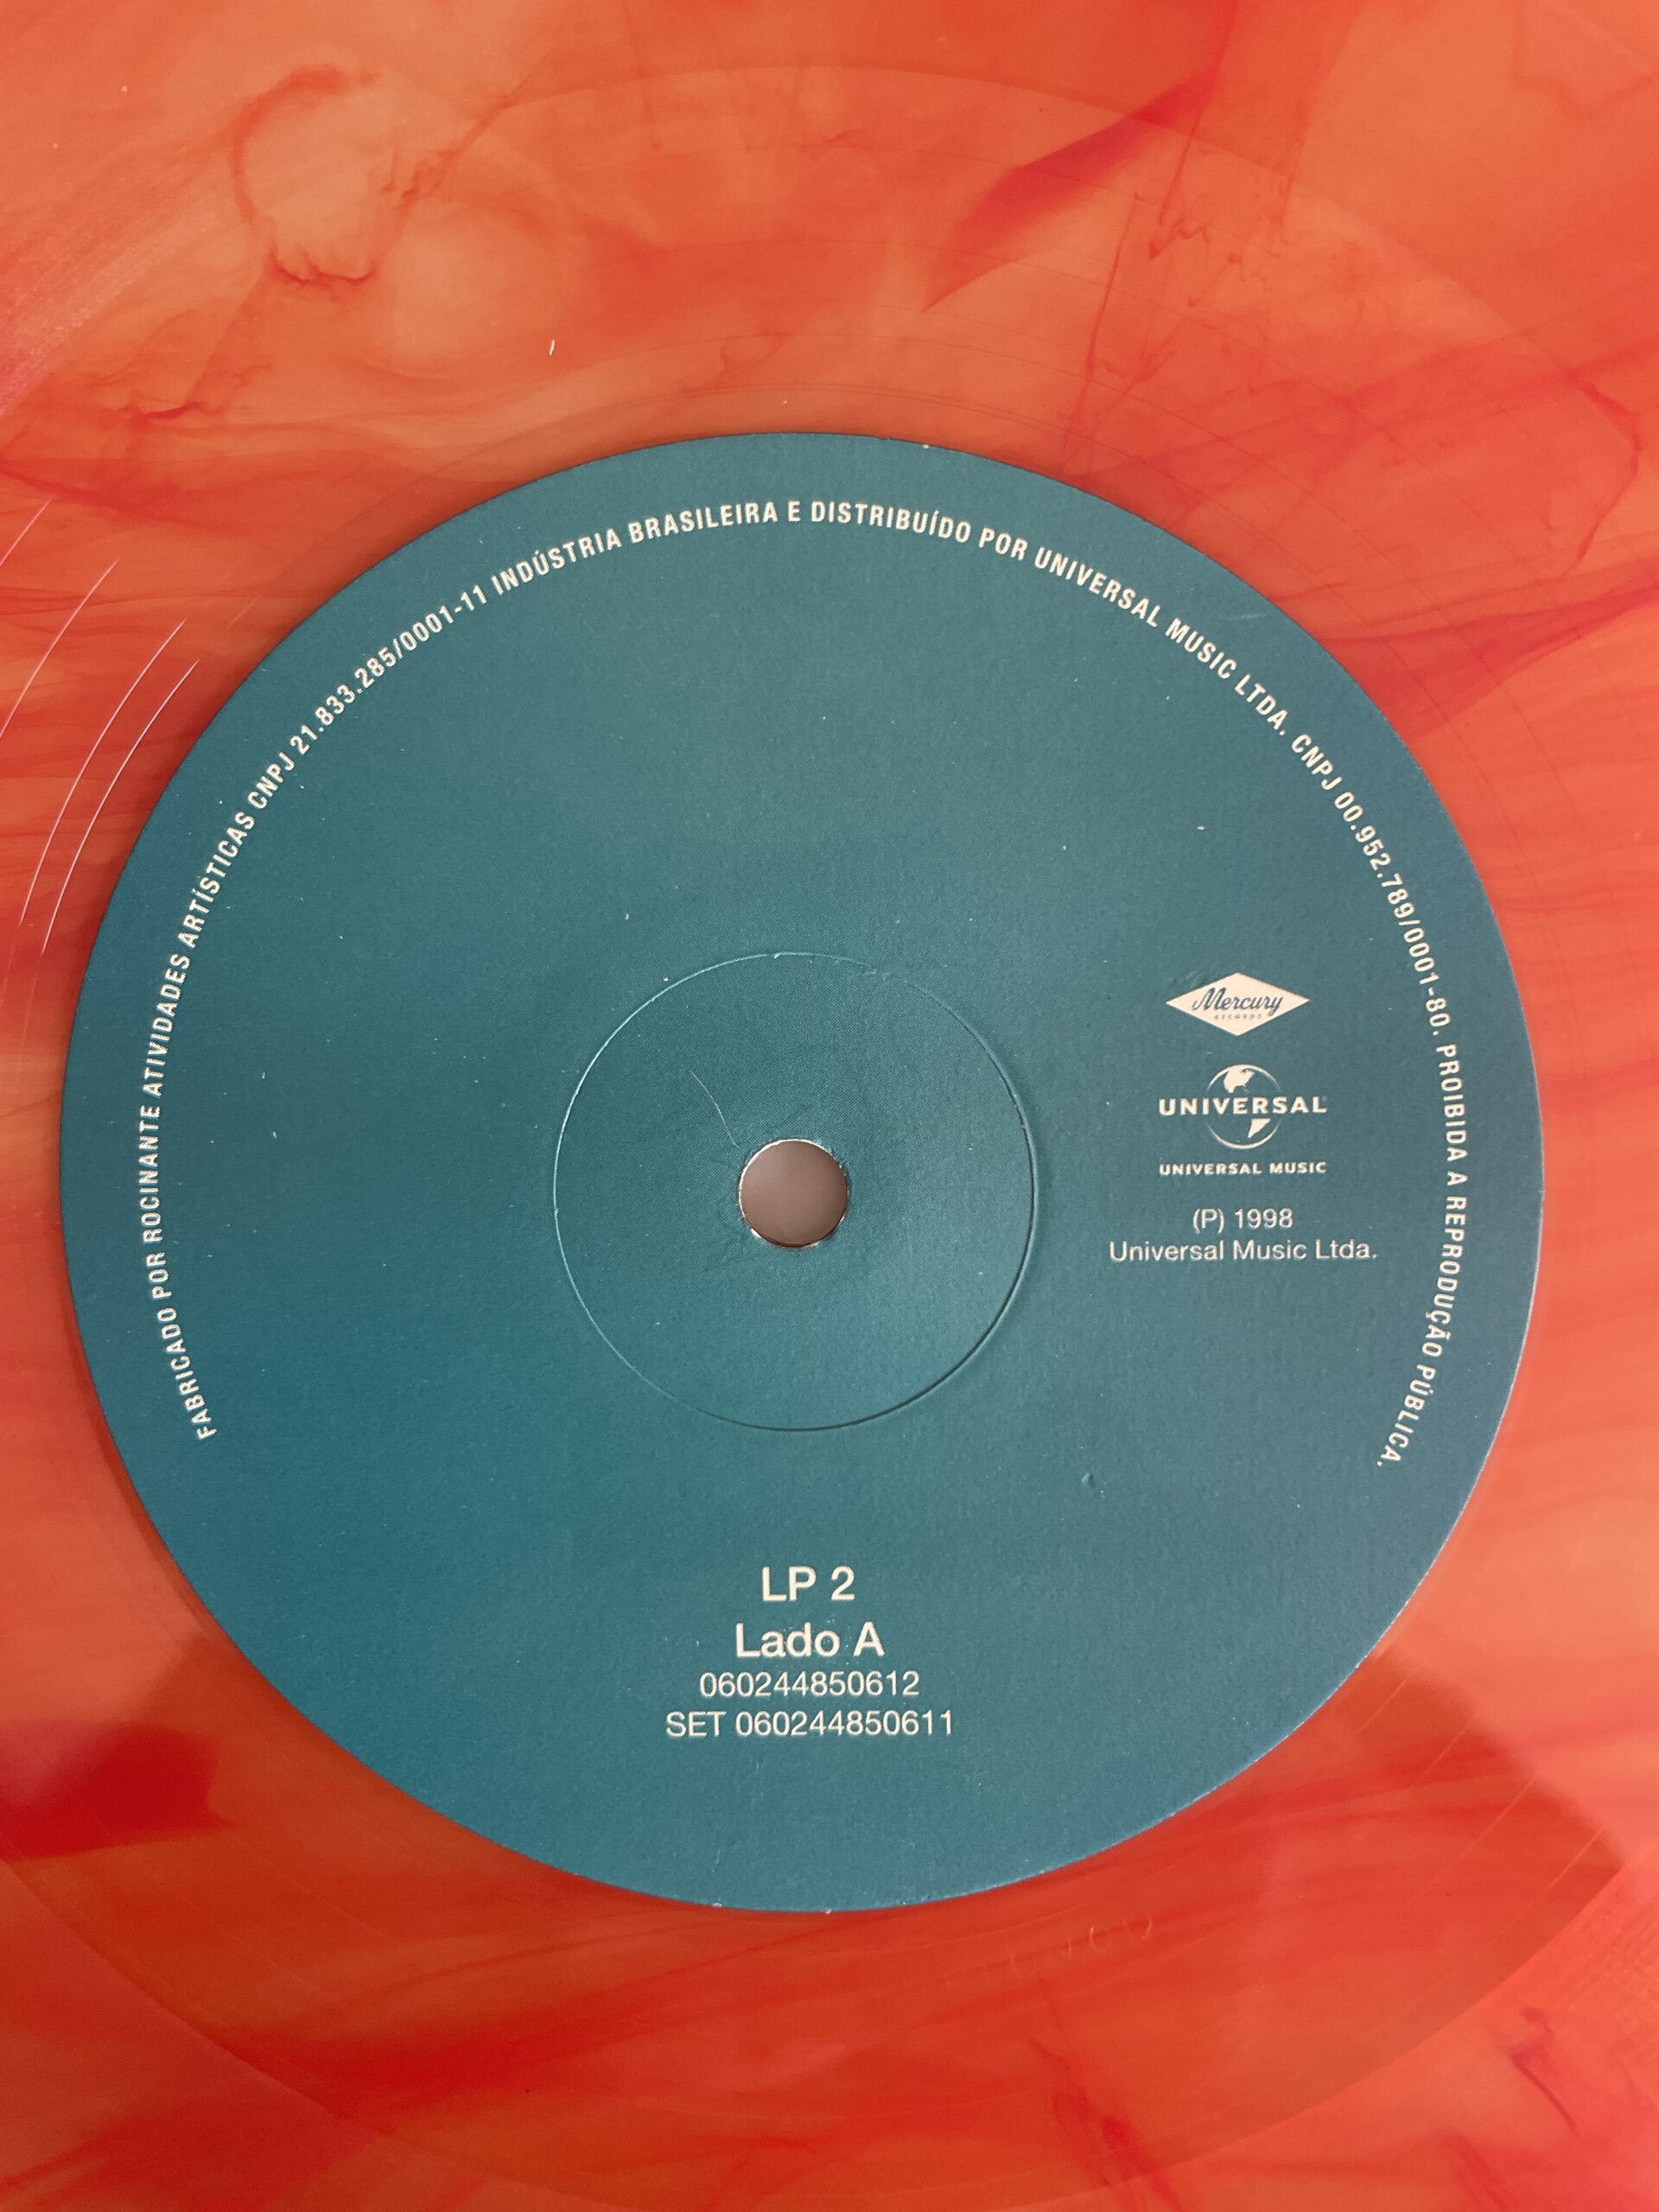 FABRICADO POR ROCINANTE ATIVIDADES ARTÍSTICAS CNPJ 21.833.285/0001-11 INDÚSTRIA BRASILEIRA E DISTRIBUÍDO POR UNIVERSAL MUSIC LTDA. CNPJ 00.952.789/0001-80. PROIBIDA A REPRODUÇÃO PÚBLICA.
Mercury
RECORDS
UNIVERSAL
UNIVERSAL MUSIC
(P) 1998
Universal Music Ltda.
LP 2
Lado A
060244850612
SET 060244850611